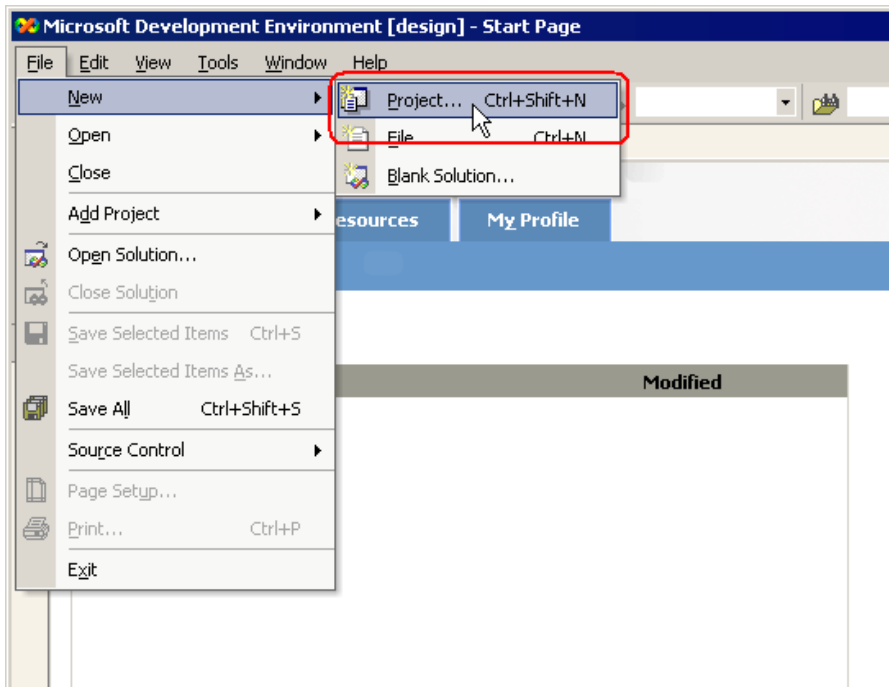 Microsoft Development Environment [design] - Start Page
File Edit View Tools Window Help
New
Project... Ctrl+Shift+N
Open
File Ctrl+N
Close
Blank Solution...
Add Project
esources My Profile
Open Solution...
Close Solution
Save Selected Items Ctrl+S
Save Selected Items As...
Modified
Save All Ctrl+Shift+S
Source Control
Page Setup...
Print... Ctrl+P
Exit